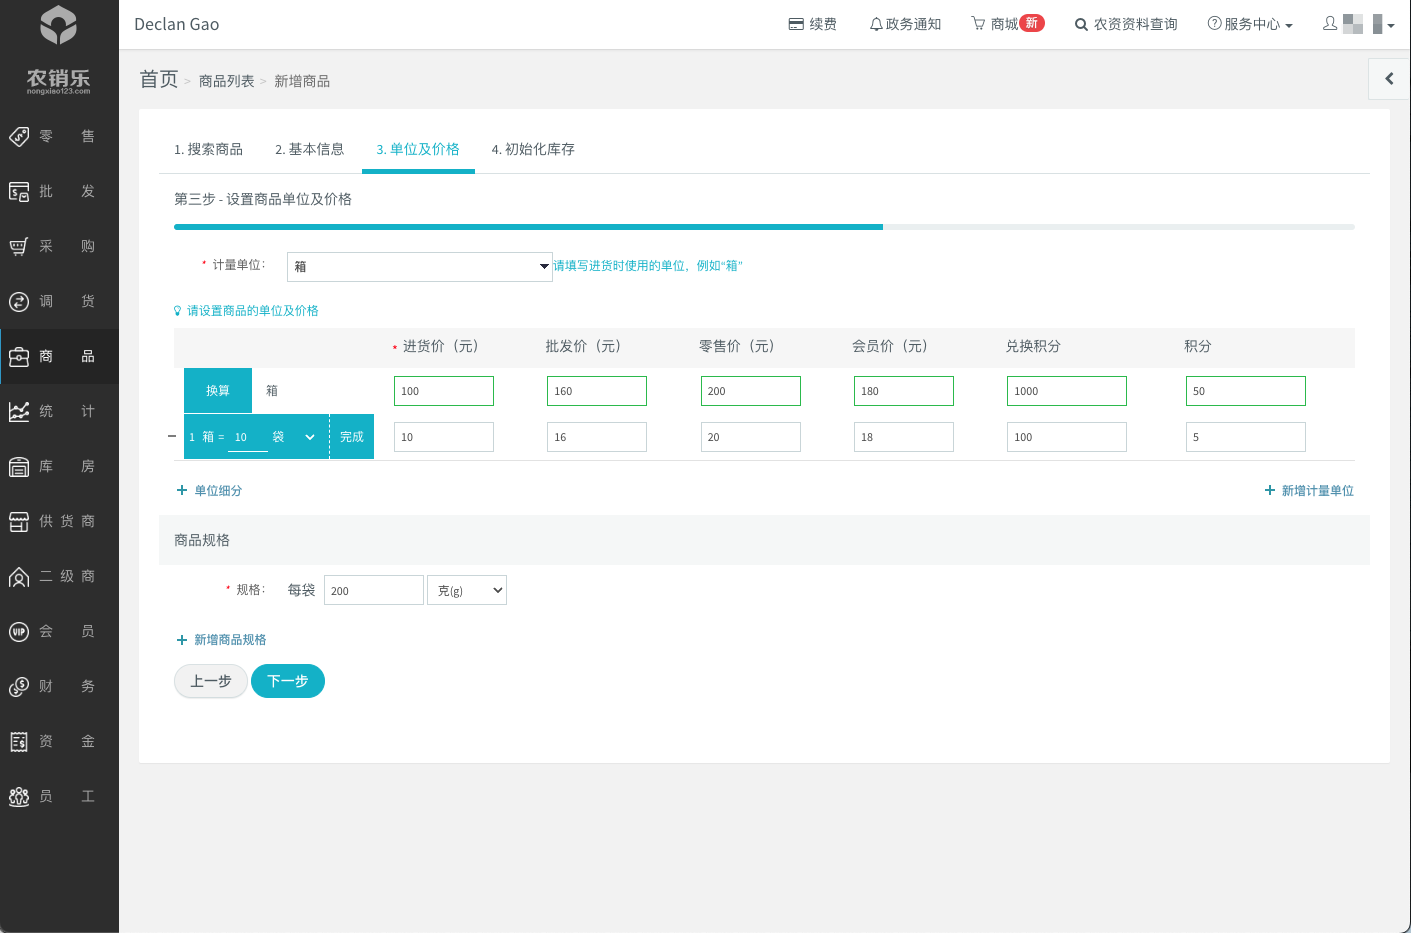 Declan Gao
续费
政务通知
商城 新
农资资料查询
服务中心
农销乐
nongxiao123.com
零售
批发
采购
调货
商品
统计
库房
供货商
二级商
VIP 会员
财务
资金
员工
首页 > 商品列表 > 新增商品
1. 搜索商品
2. 基本信息
3. 单位及价格
4. 初始化库存
第三步 - 设置商品单位及价格
* 计量单位： 箱 请填写进货时使用的单位，例如“箱”
请设置商品的单位及价格
* 进货价（元） 批发价（元） 零售价（元） 会员价（元） 兑换积分 积分
换算 箱 100 160 200 180 1000 50
1 箱 = 10 袋 完成 10 16 20 18 100 5
+ 单位细分 + 新增计量单位
商品规格
* 规格： 每袋 200 克(g)
+ 新增商品规格
上一步 下一步